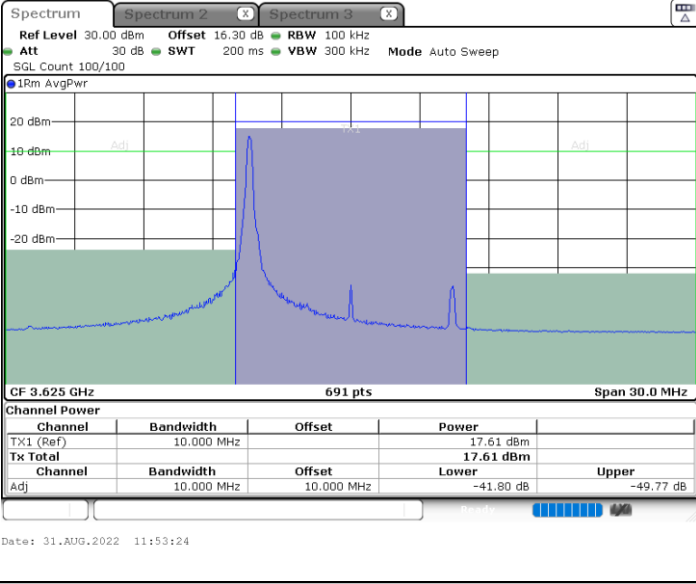 Spectrum Spectrum 2 X Spectrum 3 X
Ref Level 30.00 dBm Offset 16.30 dB RBW 100 kHz
Att 30 dB SWT 200 ms VBW 300 kHz Mode Auto Sweep
SGL Count 100/100
1Rm AvgPwr
20 dBm
TX1
10 dBm Adj Adj
0 dBm
-10 dBm
-20 dBm
CF 3.625 GHz 691 pts Span 30.0 MHz
Channel Power
Channel Bandwidth Offset Power
TX1 (Ref) 10.000 MHz 17.61 dBm
Tx Total 17.61 dBm
Channel Bandwidth Offset Lower Upper
Adj 10.000 MHz 10.000 MHz -41.80 dB -49.77 dB
Ready
Date: 31.AUG.2022 11:53:24